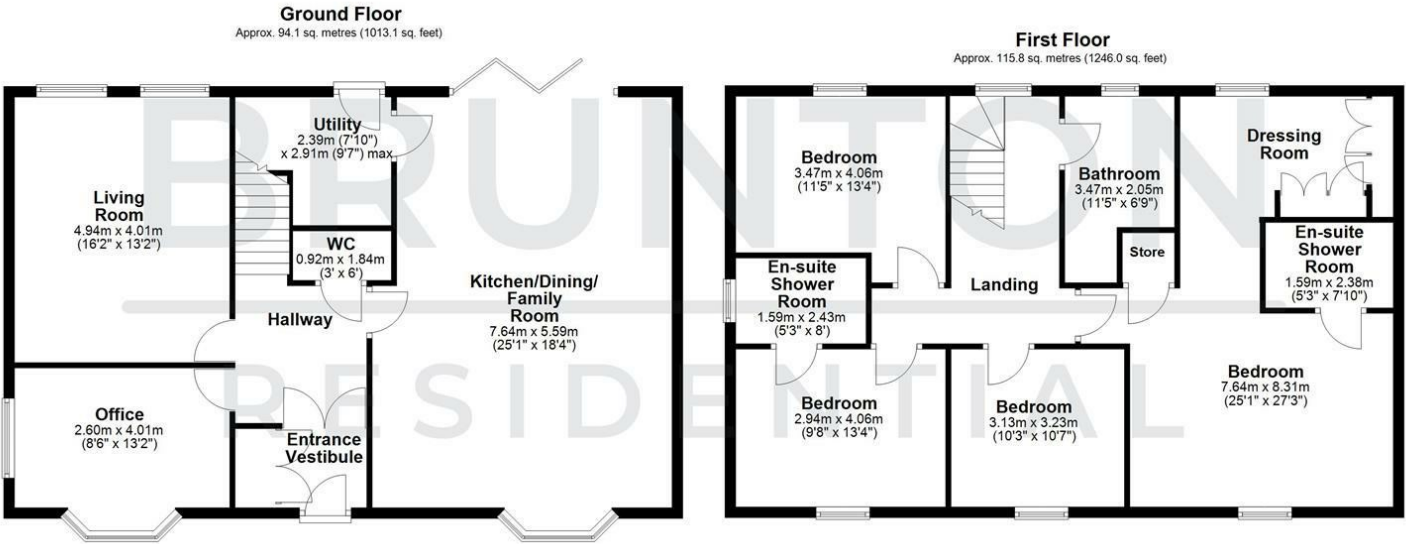 Ground Floor
Approx. 94.1 sq. metres (1013.1 sq. feet)
Utility
2.39m (7'10")
x 2.91m (9'7") max
Living
Room
4.94m x 4.01m
(16'2" x 13'2")
WC
0.92m x 1.84m
(3' x 6')
Kitchen/Dining/
Family
Room
7.64m x 5.59m
(25'1" x 18'4")
Hallway
Office
2.60m x 4.01m
(8'6" x 13'2")
Entrance
Vestibule
First Floor
Approx. 115.8 sq. metres (1246.0 sq. feet)
Bedroom
3.47m x 4.06m
(11'5" x 13'4")
Bathroom
3.47m x 2.05m
(11'5" x 6'9")
Dressing
Room
Store
En-suite
Shower
Room
1.59m x 2.38m
(5'3" x 7'10")
En-suite
Shower
Room
1.59m x 2.43m
(5'3" x 8')
Landing
Bedroom
2.94m x 4.06m
(9'8" x 13'4")
Bedroom
3.13m x 3.23m
(10'3" x 10'7")
Bedroom
7.64m x 8.31m
(25'1" x 27'3")
BRUNTON
RESIDENTIAL